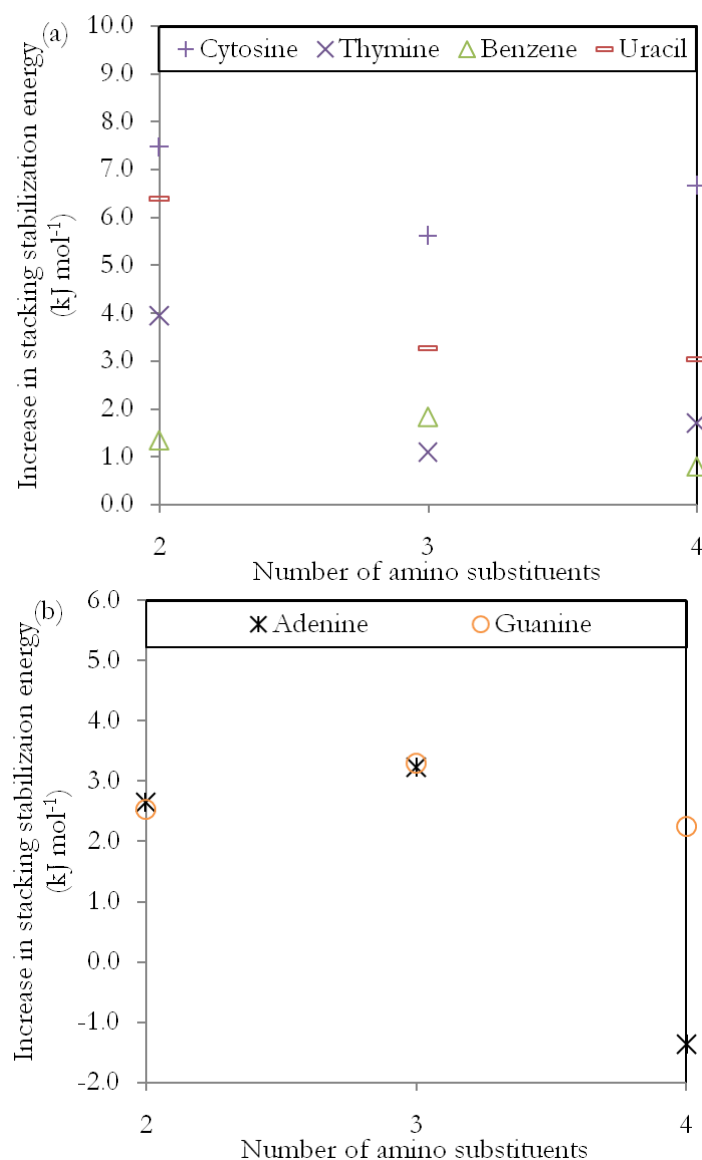 (a)
Cytosine Thymine Benzene Uracil
Increase in stacking stabilization energy
(kJ mol-1)
10.0
9.0
8.0
7.0
6.0
5.0
4.0
3.0
2.0
1.0
0.0
2 3 4
Number of amino substituents
(b)
Adenine Guanine
Increase in stacking stabilizaion energy
(kJ mol-1)
6.0
5.0
4.0
3.0
2.0
1.0
0.0
-1.0
-2.0
2 3 4
Number of amino substituents